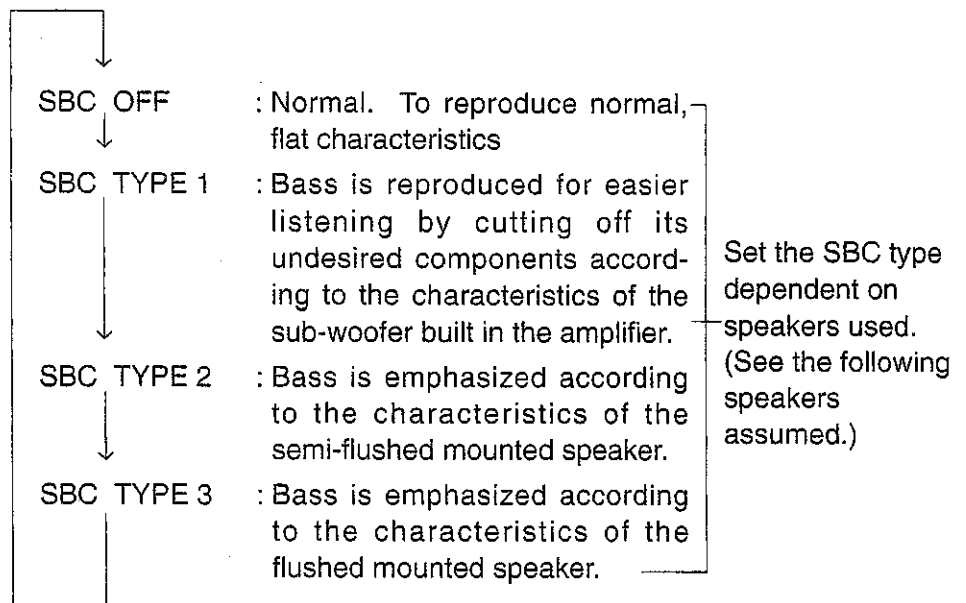 SBC OFF : Normal. To reproduce normal,
flat characteristics
SBC TYPE 1 : Bass is reproduced for easier
listening by cutting off its
undesired components accord-
ing to the characteristics of the
sub-woofer built in the amplifier.
SBC TYPE 2 : Bass is emphasized according
to the characteristics of the
semi-flushed mounted speaker.
SBC TYPE 3 : Bass is emphasized according
to the characteristics of the
flushed mounted speaker.
Set the SBC type
dependent on
speakers used.
(See the following
speakers
assumed.)